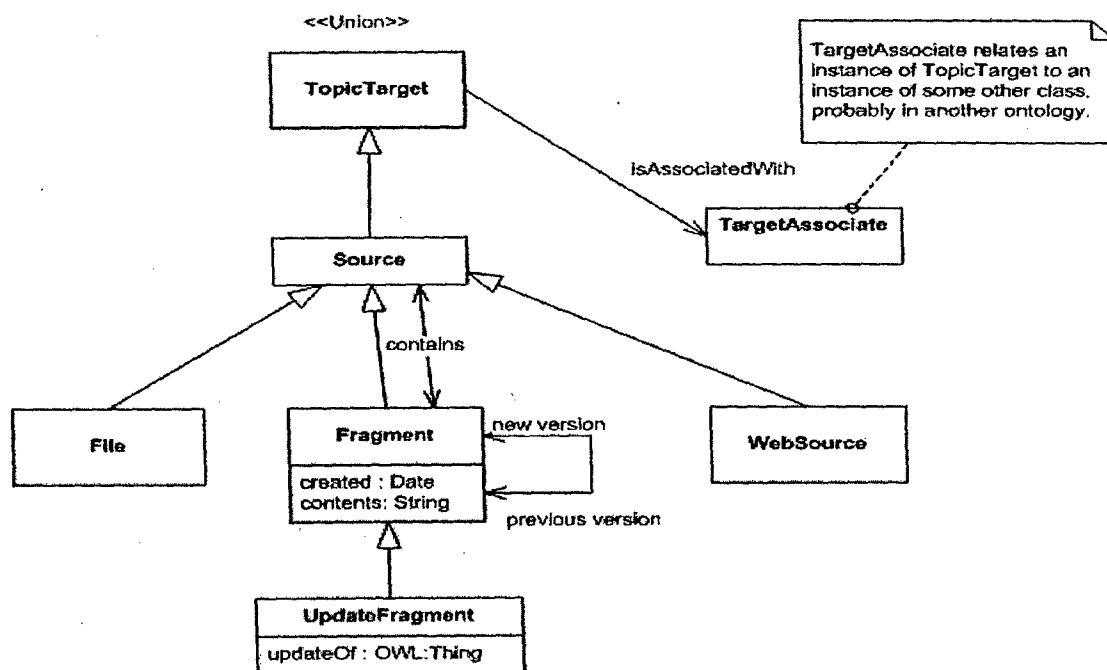 <<Union>>
TopicTarget
TargetAssociate relates an
instance of TopicTarget to an
instance of some other class,
probably in another ontology.
isAssociatedWith
TargetAssociate
Source
contains
File
Fragment
created : Date
contents: String
new version
previous version
WebSource
UpdateFragment
updateOf : OWL:Thing